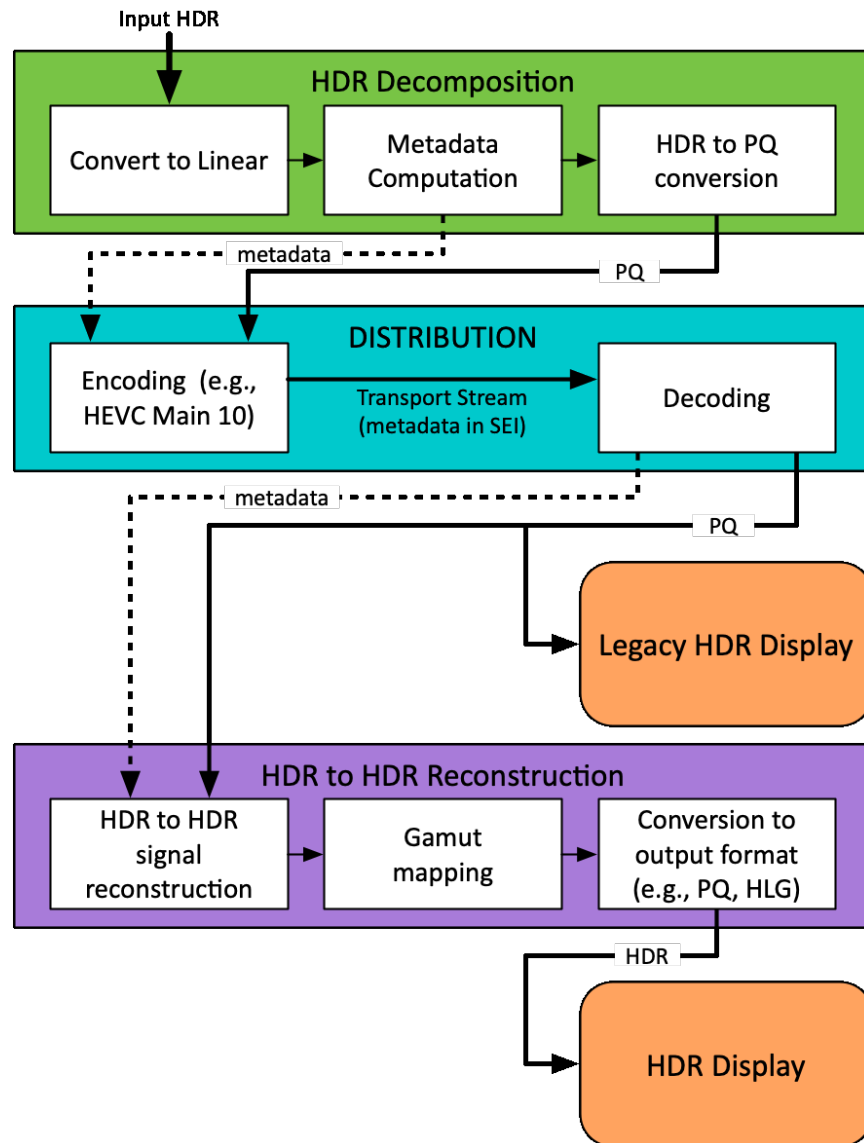 Input HDR
HDR Decomposition
Convert to Linear
Metadata
Computation
HDR to PQ
conversion
metadata
PQ
DISTRIBUTION
Encoding (e.g.,
HEVC Main 10)
Transport Stream
(metadata in SEI)
Decoding
metadata
PQ
Legacy HDR Display
HDR to HDR Reconstruction
HDR to HDR
signal
reconstruction
Gamut
mapping
Conversion to
output format
(e.g., PQ, HLG)
HDR
HDR Display